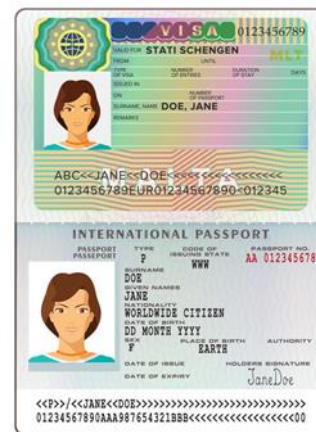 VISA 0123456789
VALID FOR STATI SCHENGEN
MLT
FROM UNTIL
TYPE OF VISA NUMBER OF ENTRIES DURATION OF STAY DAYS
ISSUED IN
ON NUMBER OF PASSPORT
SURNAME, NAME DOE, JANE
REMARKS
ABC<<JANE<<DOE<<<<<<<<<<<<<<<<
0123456789EUR01234567890<012345
INTERNATIONAL PASSPORT
PASSPORT TYPE CODE OF ISSUING STATE PASSPORT NO.
PASSEPORT P WWW AA 012345678
SURNAME
DOE
GIVEN NAMES
JANE
NATIONALITY
WORLDWIDE CITIZEN
DATE OF BIRTH
DD MONTH YYYY
SEX PLACE OF BIRTH AUTHORITY
F EARTH
DATE OF ISSUE HOLDERS SIGNATURE
DATE OF EXPIRY JaneDoe
<<P>>/<<JANE<<DOE>>>>>>>>>>>>>>>>>>>>>
01234567890AAA987654321BBB<<<<<<<<<<<<<<<<00